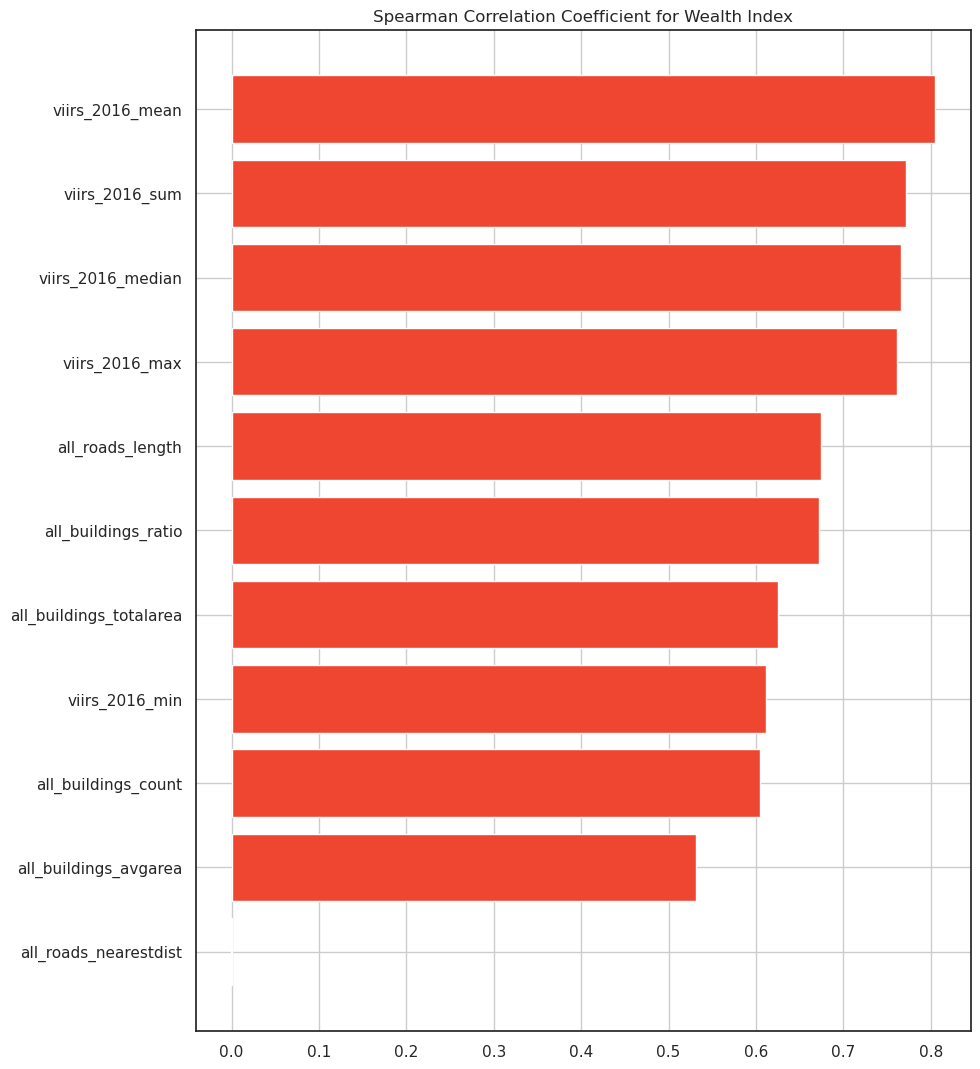 Spearman Correlation Coefficient for Wealth Index
viirs_2016_mean
viirs_2016_sum
viirs_2016_median
viirs_2016_max
all_roads_length
all_buildings_ratio
all_buildings_totalarea
viirs_2016_min
all_buildings_count
all_buildings_avgarea
all_roads_nearestdist
0.0 0.1 0.2 0.3 0.4 0.5 0.6 0.7 0.8